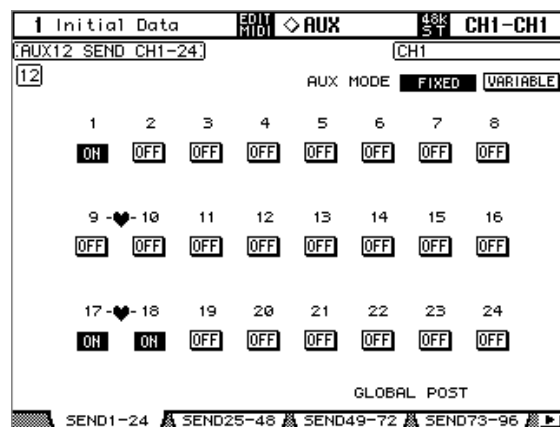 1 Initial Data EDIT MIDI ◇AUX 48k ST CH1-CH1
AUX12 SEND CH1-24 CH1
12 AUX MODE FIXED VARIABLE
1 2 3 4 5 6 7 8
ON OFF OFF OFF OFF OFF OFF OFF
9 -♥- 10 11 12 13 14 15 16
OFF OFF OFF OFF OFF OFF OFF OFF
17 -♥- 18 19 20 21 22 23 24
ON ON OFF OFF OFF OFF OFF OFF
GLOBAL POST
SEND1-24 SEND25-48 SEND49-72 SEND73-96